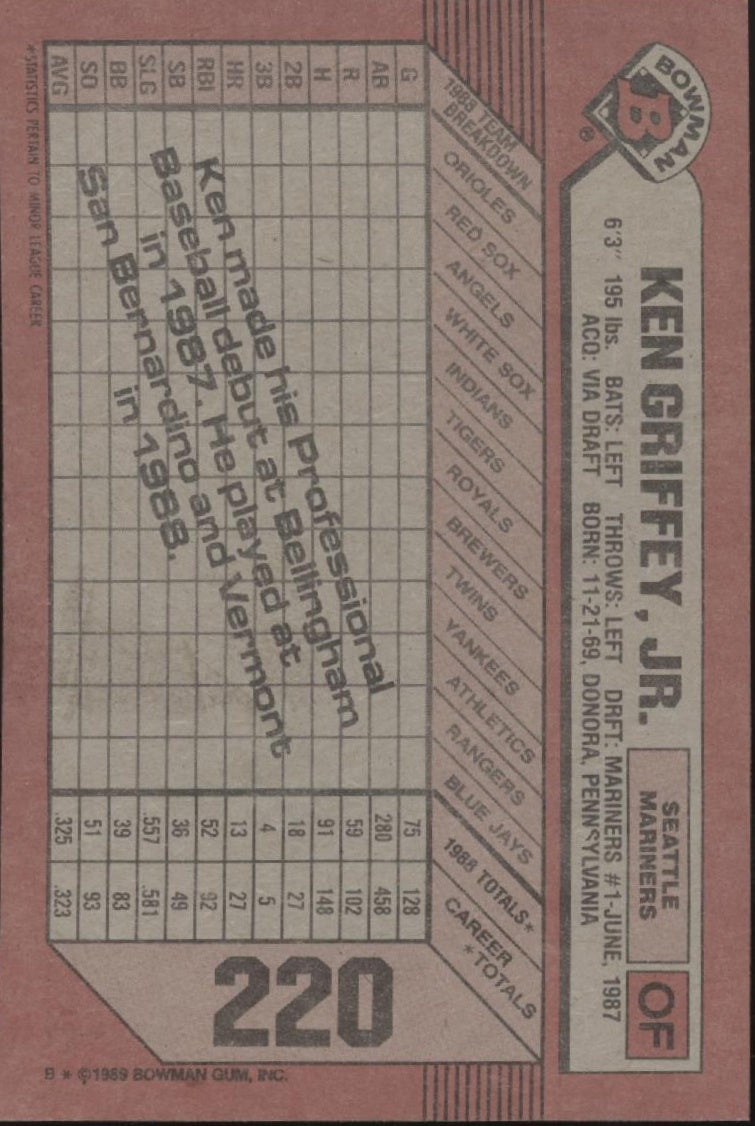 BOWMAN
B
®
KEN GRIFFEY, JR.
SEATTLE
MARINERS
OF
6'3" 195 lbs. BATS: LEFT THROWS: LEFT DRFT: MARINERS #1-JUNE, 1987
ACQ: VIA DRAFT BORN: 11-21-69, DONORA, PENNSYLVANIA
1988 TEAM
BREAKDOWN
ORIOLES
RED SOX
ANGELS
WHITE SOX
INDIANS
TIGERS
ROYALS
BREWERS
TWINS
YANKEES
ATHLETICS
RANGERS
BLUE JAYS
1988 TOTALS*
CAREER
*TOTALS
G 75 128
AB 280 458
R 59 102
H 91 148
2B 18 27
3B 4 5
HR 13 27
RBI 52 92
SB 36 49
SLG .557 .581
BB 39 83
SO 51 93
AVG .325 .323
Ken made his Professional
Baseball debut at Bellingham
in 1987. He played at
San Bernardino and Vermont
in 1988.
220
*STATISTICS PERTAIN TO MINOR LEAGUE CAREER
B * ©1989 BOWMAN GUM, INC.